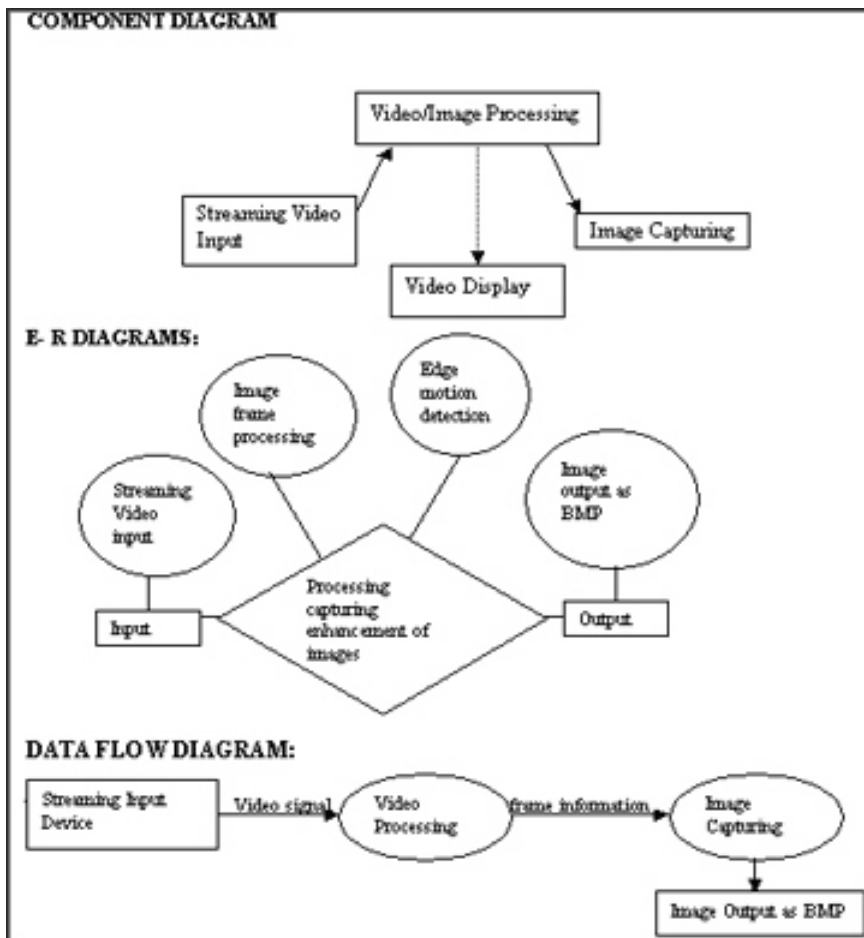 COMPONENT DIAGRAM
Video/Image Processing
Streaming Video
Input
Image Capturing
Video Display
E- R DIAGRAMS:
Image
frame
processing
Edge
motion
detection
Streaming
Video
input
Image
output as
BMP
Processing
capturing
enhancement of
images
Input
Output
DATA FLOW DIAGRAM:
Streaming Input
Device
Video signal
Video
Processing
frame information
Image
Capturing
Image Output as BMP